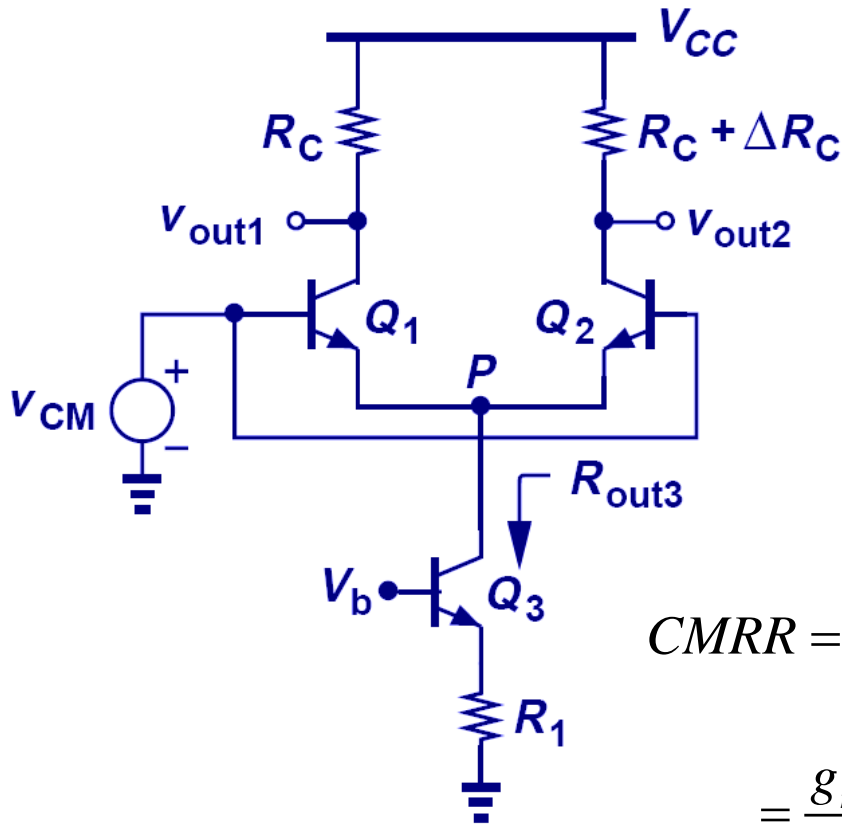 V_CC
R_C
R_C + ΔR_C
v_out1
v_out2
Q_1
Q_2
P
v_CM
+
−
R_out3
V_b
Q_3
CMRR =
R_1
= g